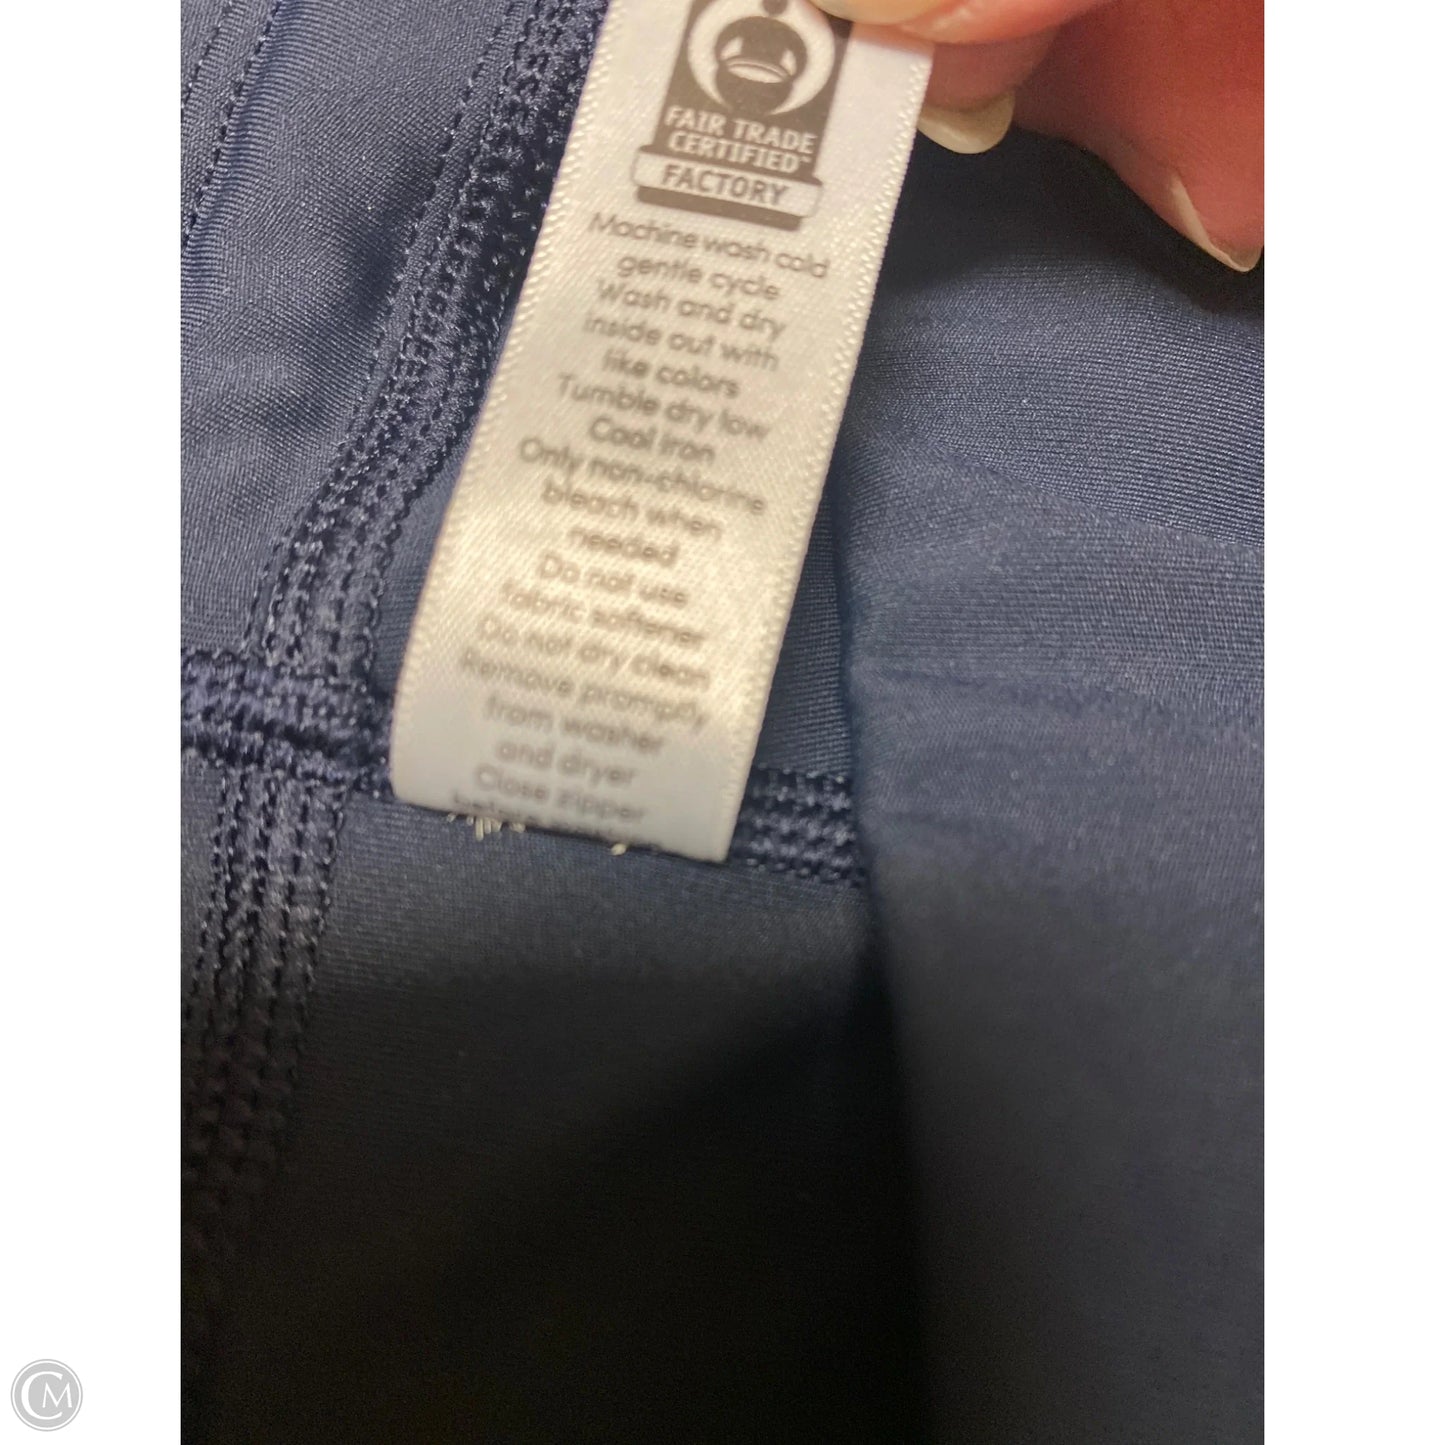 FAIR TRADE
CERTIFIED™
FACTORY
Machine wash cold
gentle cycle
Wash and dry
inside out with
like colors
Tumble dry low
Cool iron
Only non-chlorine
bleach when
needed
Do not use
fabric softener
Do not dry clean
Remove promptly
from washer
and dryer
Close zipper
CM